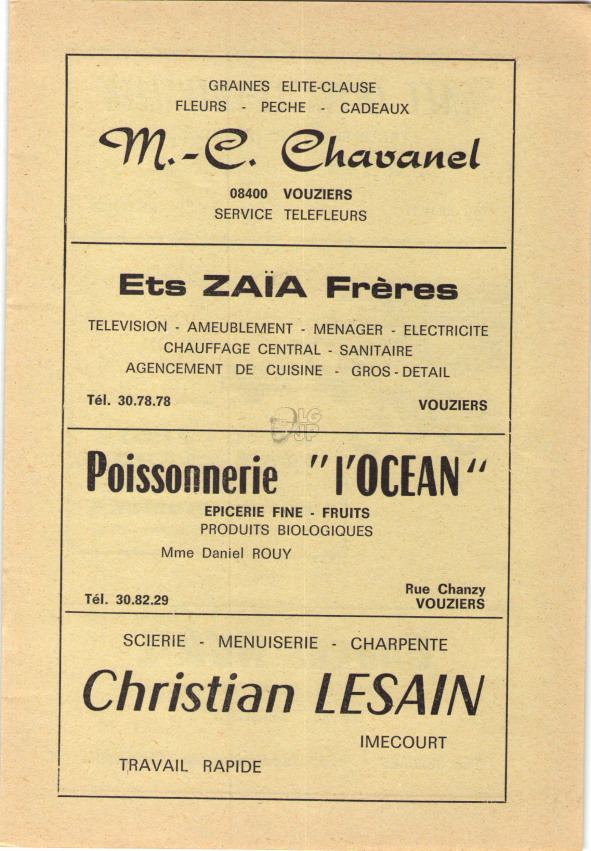 GRAINES ELITE-CLAUSE
FLEURS - PECHE - CADEAUX
M.-C. Chavanel
08400 VOUZIERS
SERVICE TELEFLEURS
Ets ZAÏA Frères
TELEVISION - AMEUBLEMENT - MENAGER - ELECTRICITE
CHAUFFAGE CENTRAL - SANITAIRE
AGENCEMENT DE CUISINE - GROS-DETAIL
Tél. 30.78.78 VOUZIERS
LG
JP
Poissonnerie "l'OCEAN"
EPICERIE FINE - FRUITS
PRODUITS BIOLOGIQUES
Mme Daniel ROUY
Rue Chanzy
Tél. 30.82.29 VOUZIERS
SCIERIE - MENUISERIE - CHARPENTE
Christian LESAIN
IMECOURT
TRAVAIL RAPIDE